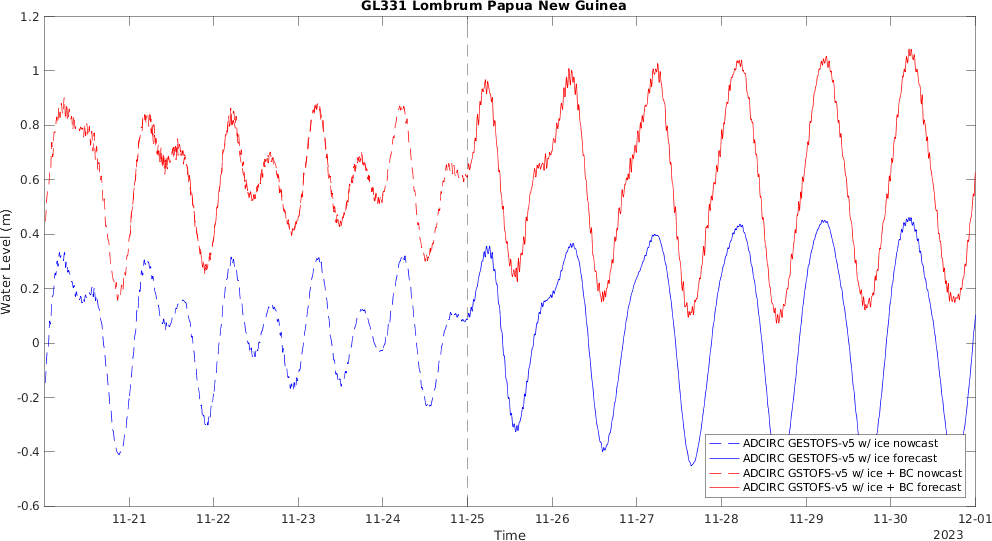 GL331 Lombrum Papua New Guinea
1.2
1
0.8
0.6
0.4
0.2
0
-0.2
-0.4
-0.6
Water Level (m)
ADCIRC GESTOFS-v5 w/ ice nowcast
ADCIRC GESTOFS-v5 w/ ice forecast
ADCIRC GSTOFS-v5 w/ ice + BC nowcast
ADCIRC GSTOFS-v5 w/ ice + BC forecast
11-21 11-22 11-23 11-24 11-25 11-26 11-27 11-28 11-29 11-30 12-01
Time
2023